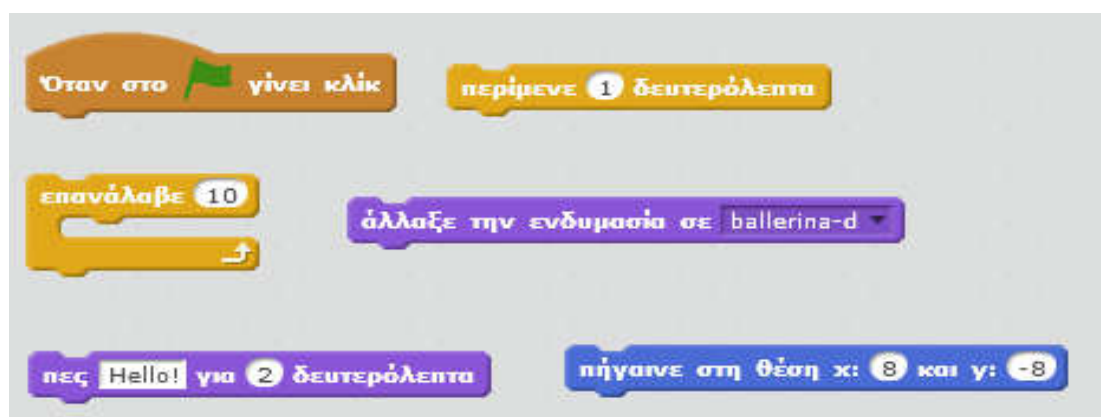 Όταν στο γίνει κλίκ
περίμενε 1 δευτερόλεπτα
επανάλαβε 10
άλλαξε την ενδυμασία σε ballerina-d
πες Hello! για 2 δευτερόλεπτα
πήγαινε στη θέση x: 8 και y: -8